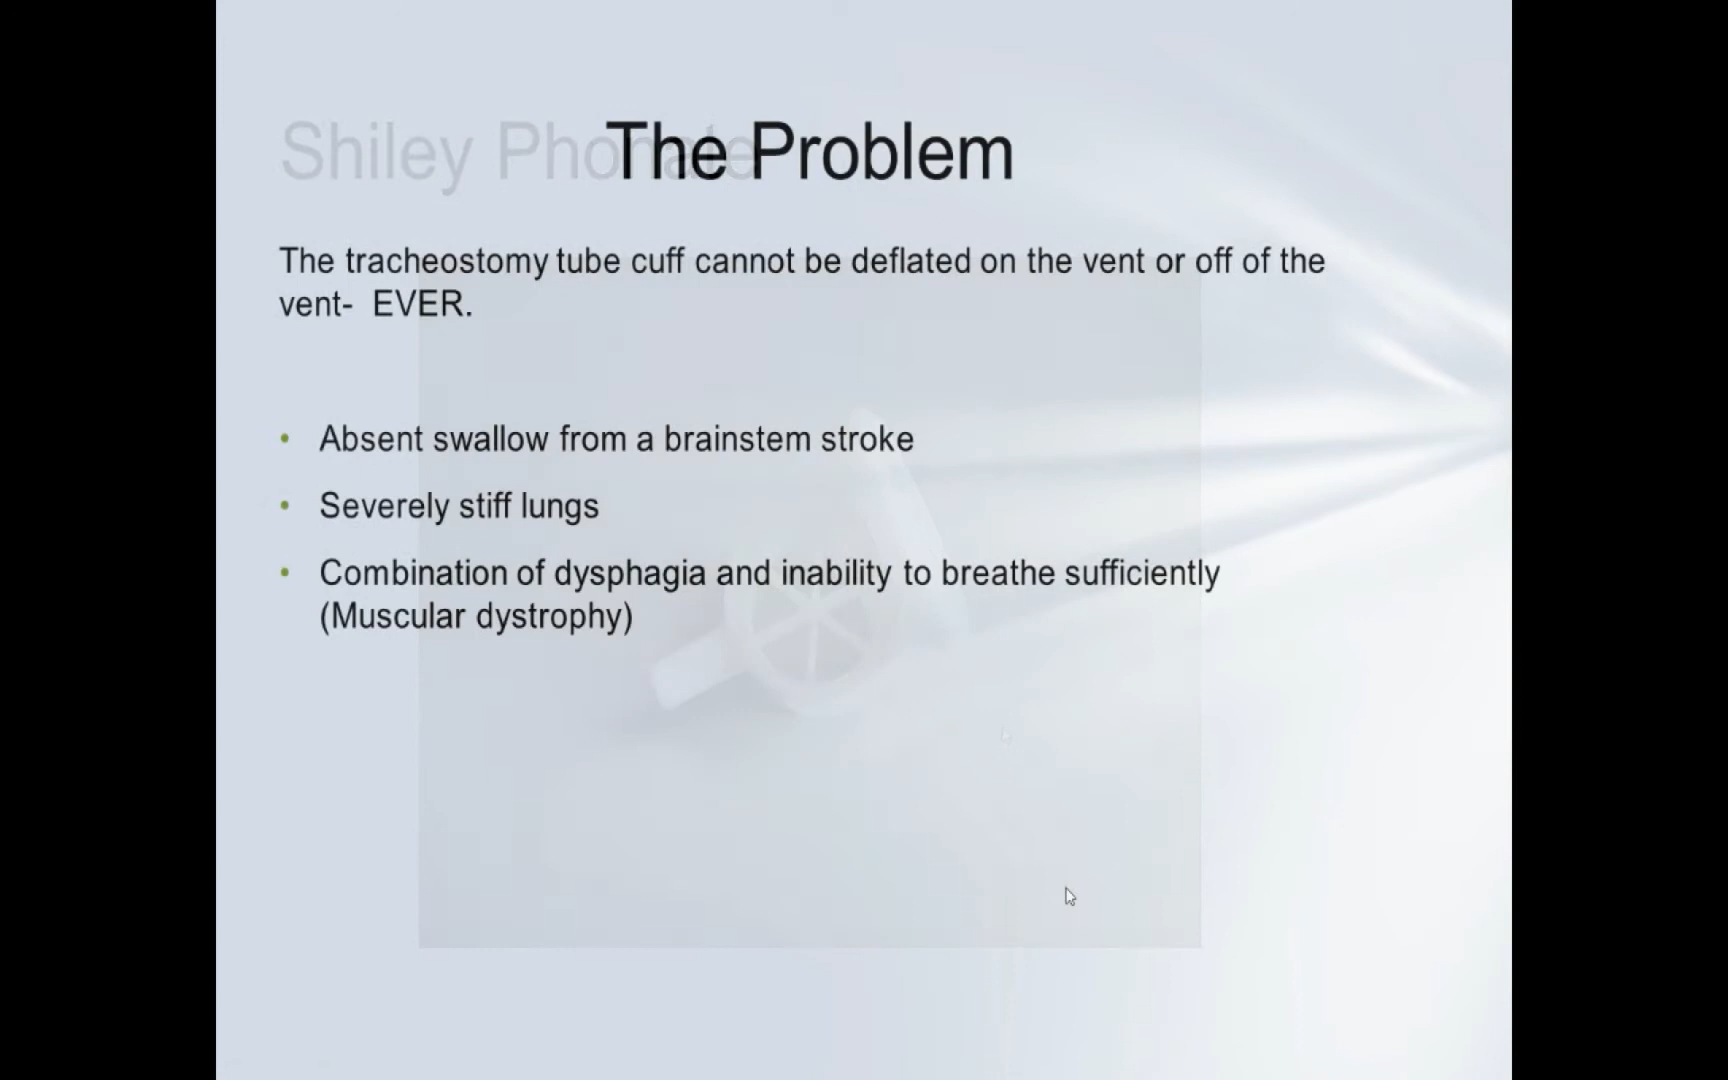 Shiley Phonate
The Problem
The tracheostomy tube cuff cannot be deflated on the vent or off of the
vent- EVER.
• Absent swallow from a brainstem stroke
• Severely stiff lungs
• Combination of dysphagia and inability to breathe sufficiently
(Muscular dystrophy)